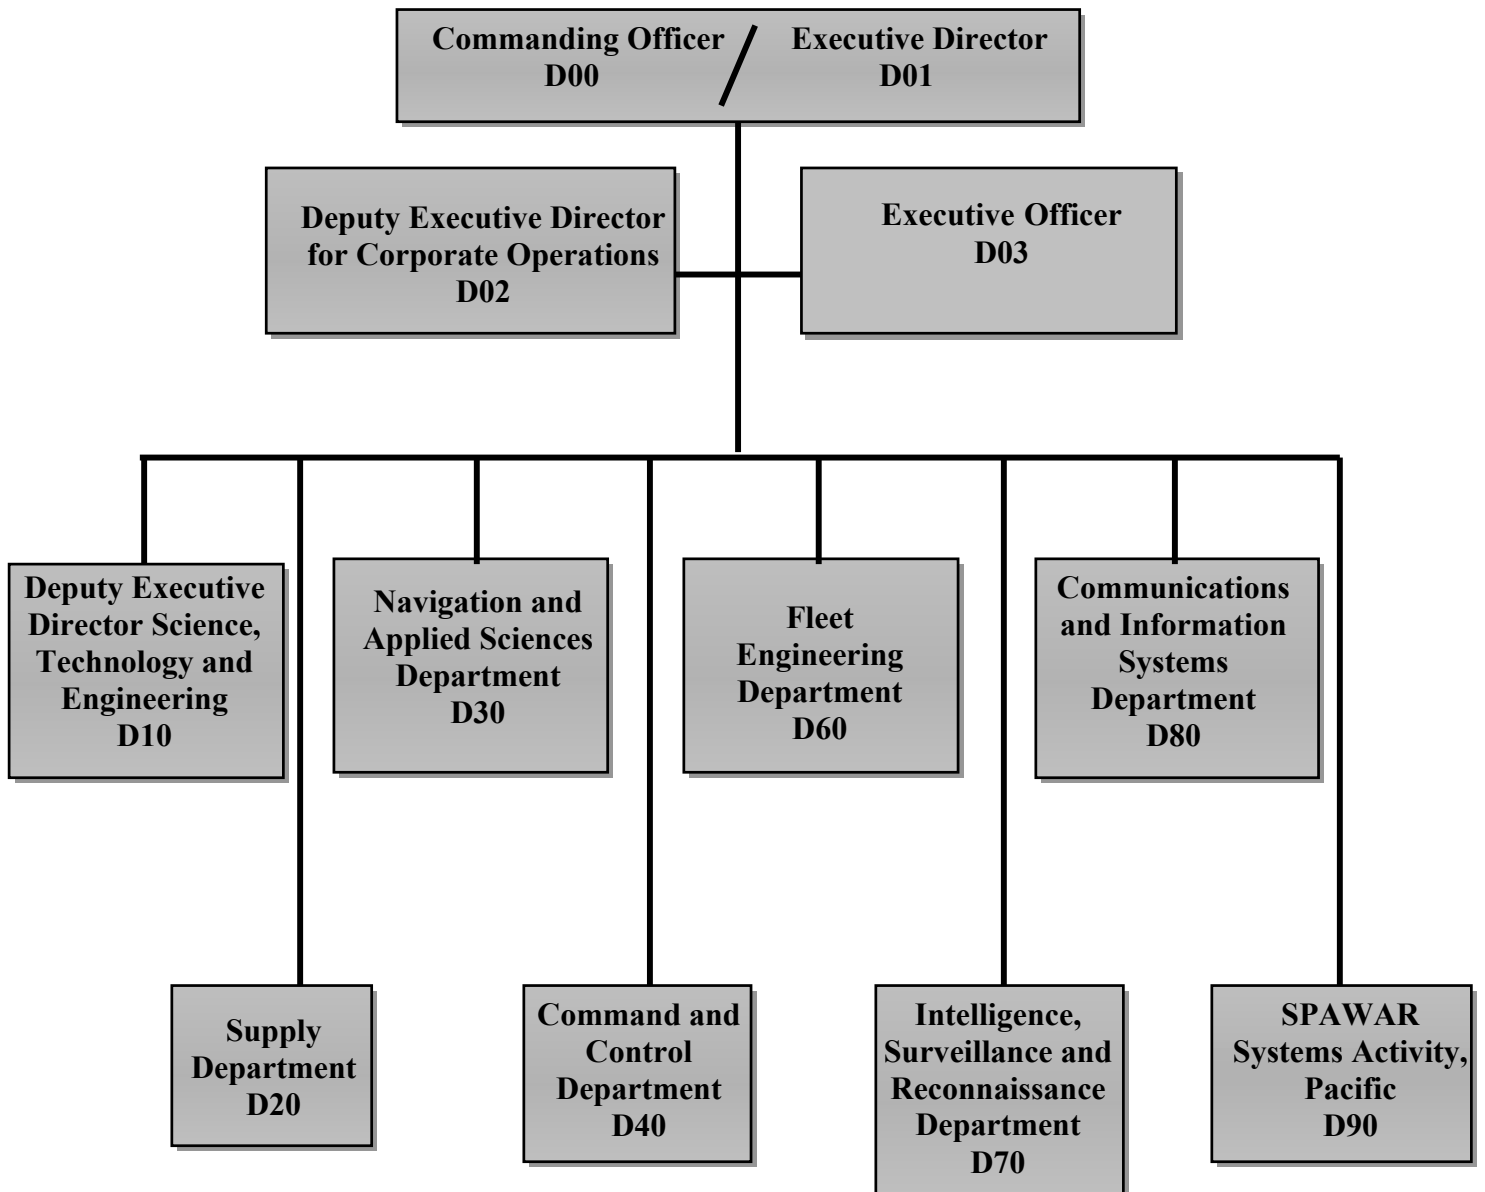 Commanding Officer
D00
/
Executive Director
D01
Deputy Executive Director
for Corporate Operations
D02
Executive Officer
D03
Deputy Executive
Director Science,
Technology and
Engineering
D10
Navigation and
Applied Sciences
Department
D30
Fleet
Engineering
Department
D60
Communications
and Information
Systems
Department
D80
Supply
Department
D20
Command and
Control
Department
D40
Intelligence,
Surveillance and
Reconnaissance
Department
D70
SPAWAR
Systems Activity,
Pacific
D90